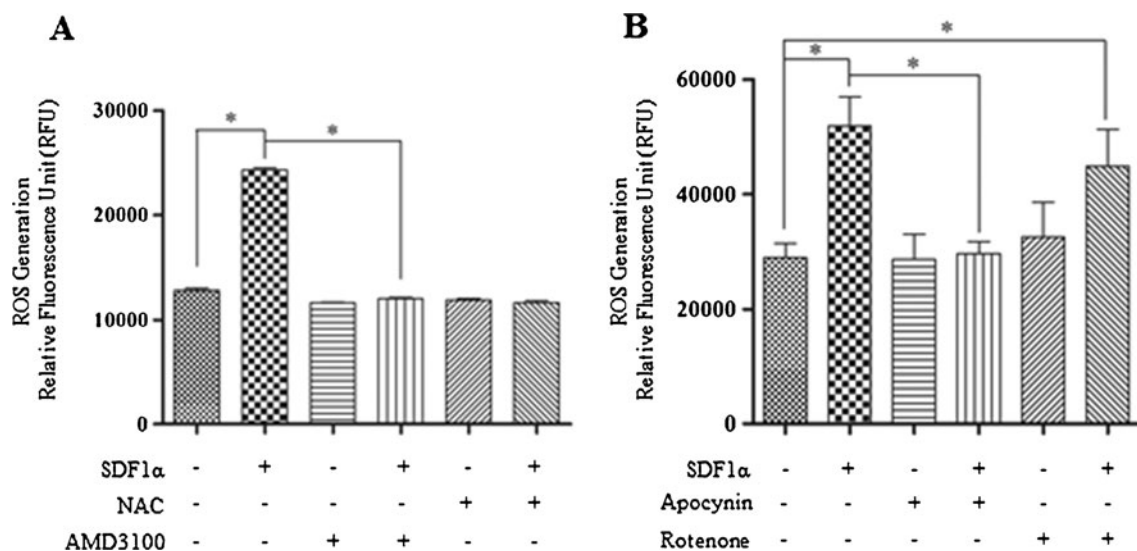 A
ROS Generation
Relative Fluorescence Unit (RFU)
30000
20000
10000
0
* *
SDF1α - + - + - +
NAC - - - - + +
AMD3100 - - + + - -
B
ROS Generation
Relative Fluorescence Unit (RFU)
60000
40000
20000
0
*
* *
SDF1α - + - + - +
Apocynin - - + + - -
Rotenone - - - - + +